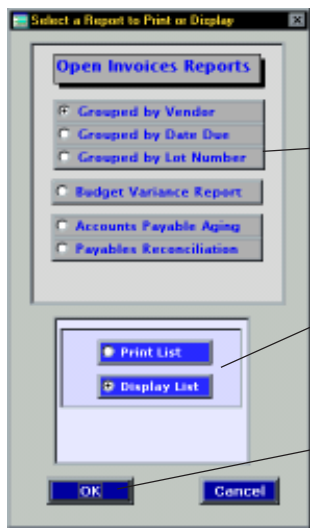 Select a Report to Print or Display
Open Invoices Reports
Grouped by Vendor
Grouped by Date Due
Grouped by Lot Number
Budget Variance Report
Accounts Payable Aging
Payables Reconciliation
Print List
Display List
OK
Cancel